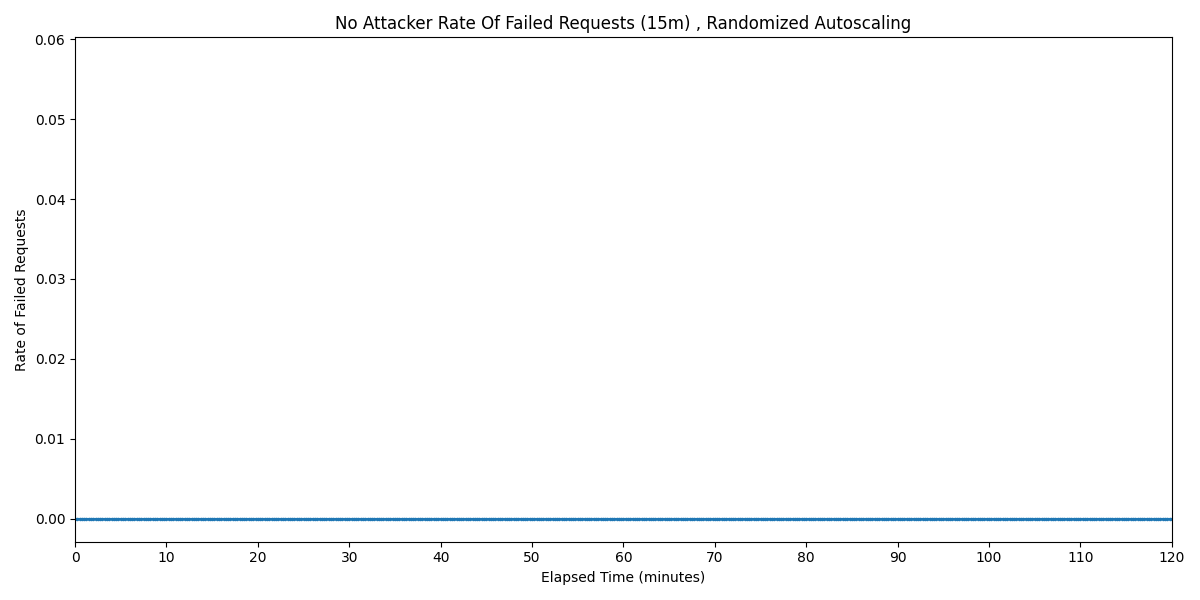 No Attacker Rate Of Failed Requests (15m) , Randomized Autoscaling
0.06
0.05
0.04
0.03
0.02
0.01
0.00
Rate of Failed Requests
0 10 20 30 40 50 60 70 80 90 100 110 120
Elapsed Time (minutes)